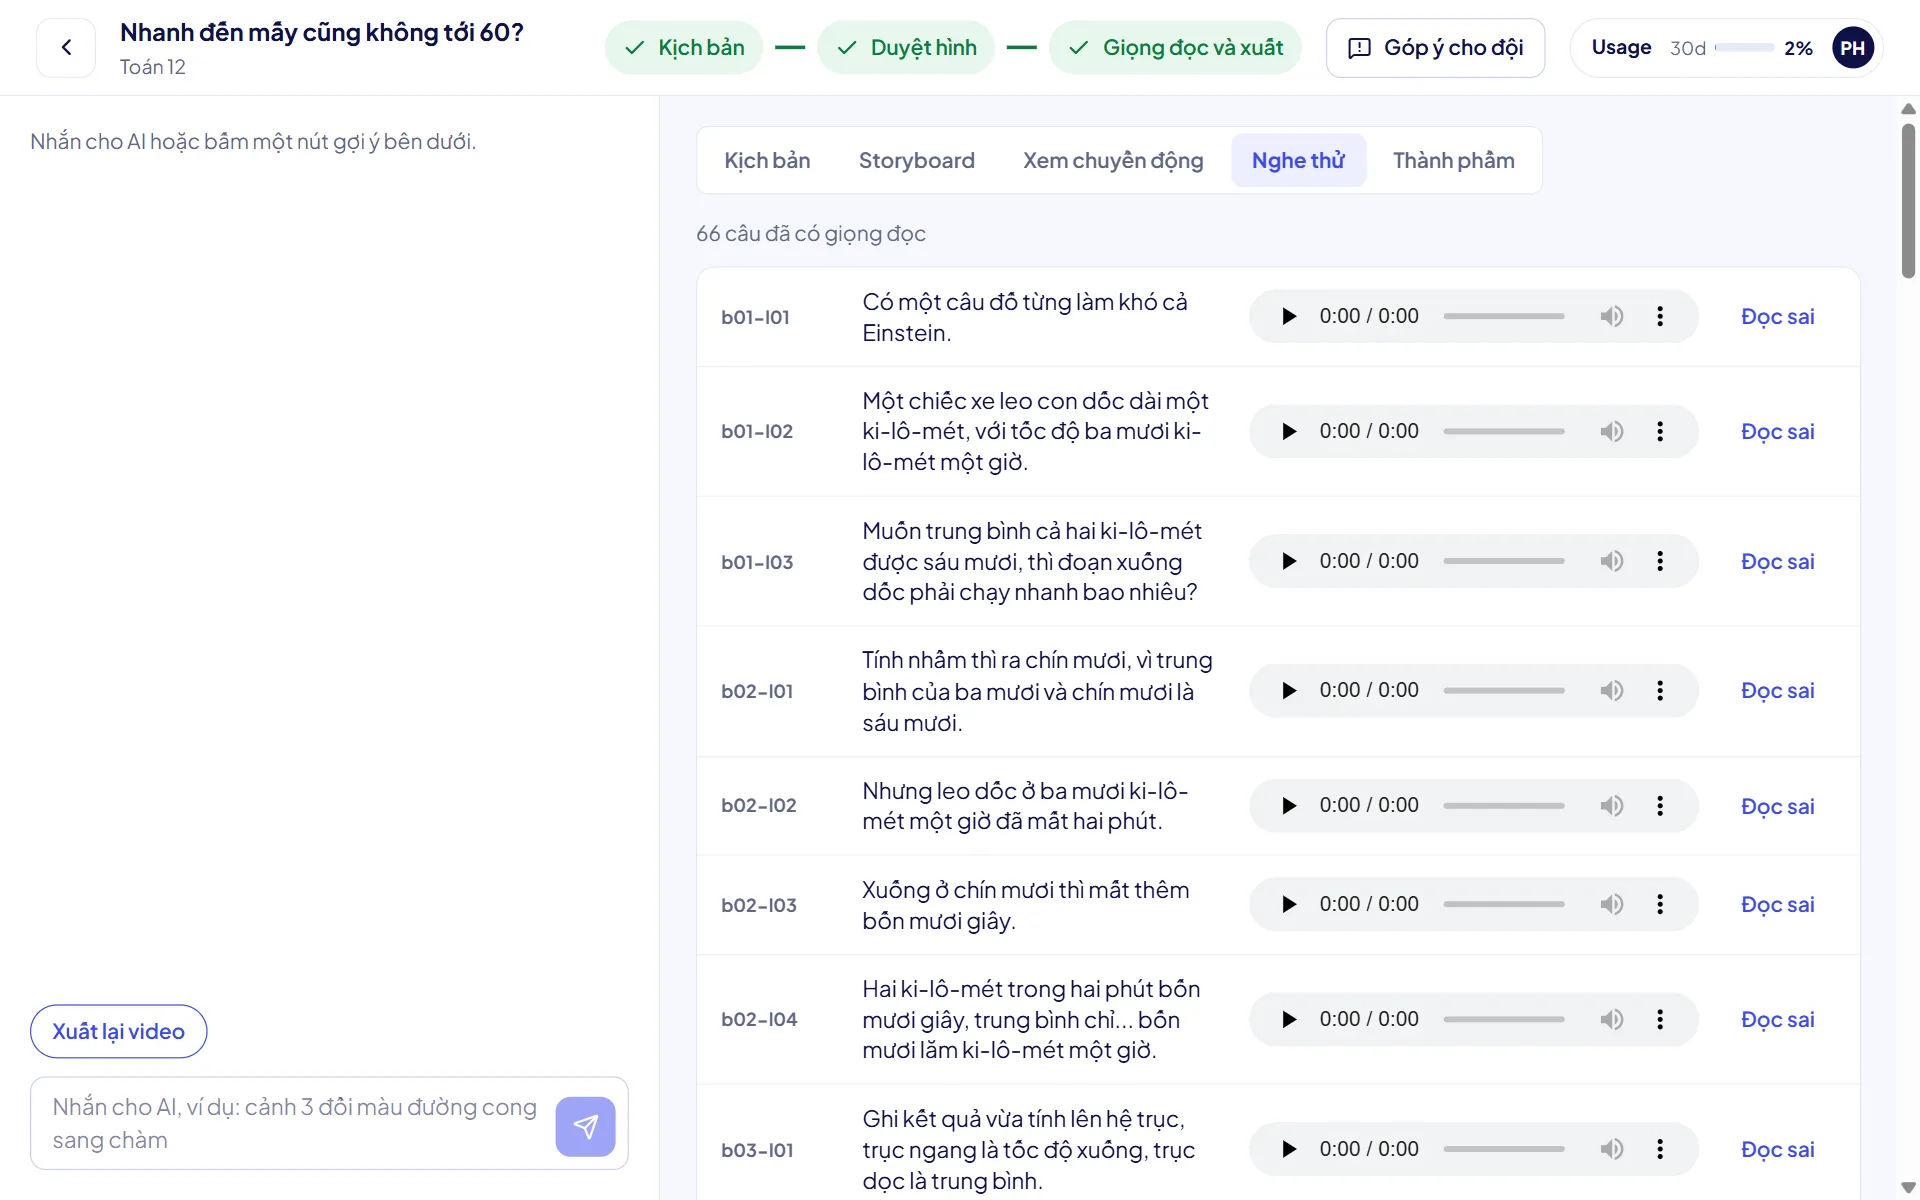 Nhanh đến mấy cũng không tới 60?
Toán 12
Kịch bản
Duyệt hình
Giọng đọc và xuất
Góp ý cho đội
Usage 30d 2% PH
Nhắn cho AI hoặc bấm một nút gợi ý bên dưới.
Kịch bản
Storyboard
Xem chuyển động
Nghe thử
Thành phẩm
66 câu đã có giọng đọc
b01-l01
Có một câu đố từng làm khó cả
Einstein.
0:00 / 0:00
Đọc sai
b01-l02
Một chiếc xe leo con dốc dài một
ki-lô-mét, với tốc độ ba mươi ki-
lô-mét một giờ.
0:00 / 0:00
Đọc sai
b01-l03
Muốn trung bình cả hai ki-lô-mét
được sáu mươi, thì đoạn xuống
dốc phải chạy nhanh bao nhiêu?
0:00 / 0:00
Đọc sai
b02-l01
Tính nhẩm thì ra chín mươi, vì trung
bình của ba mươi và chín mươi là
sáu mươi.
0:00 / 0:00
Đọc sai
b02-l02
Nhưng leo dốc ở ba mươi ki-lô-
mét một giờ đã mất hai phút.
0:00 / 0:00
Đọc sai
b02-l03
Xuống ở chín mươi thì mất thêm
bốn mươi giây.
0:00 / 0:00
Đọc sai
b02-l04
Hai ki-lô-mét trong hai phút bốn
mươi giây, trung bình chỉ... bốn
mươi lăm ki-lô-mét một giờ.
0:00 / 0:00
Đọc sai
b03-l01
Ghi kết quả vừa tính lên hệ trục,
trục ngang là tốc độ xuống, trục
dọc là trung bình.
0:00 / 0:00
Đọc sai
Xuất lại video
Nhắn cho AI, ví dụ: cảnh 3 đổi màu đường cong
sang chàm